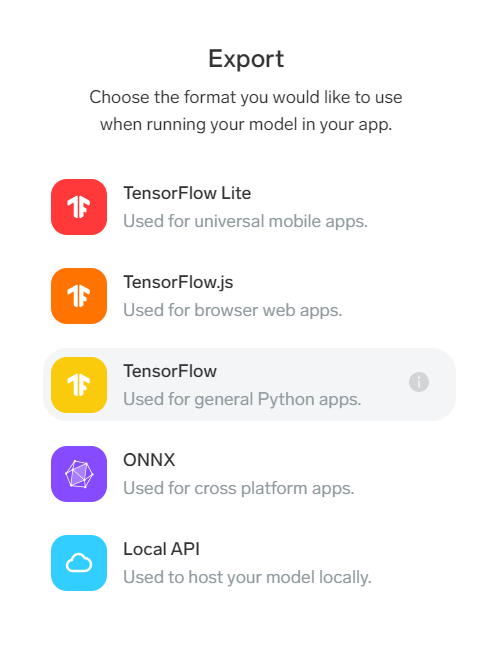 Export
Choose the format you would like to use
when running your model in your app.
TensorFlow Lite
Used for universal mobile apps.
TensorFlow.js
Used for browser web apps.
TensorFlow
Used for general Python apps.
ONNX
Used for cross platform apps.
Local API
Used to host your model locally.